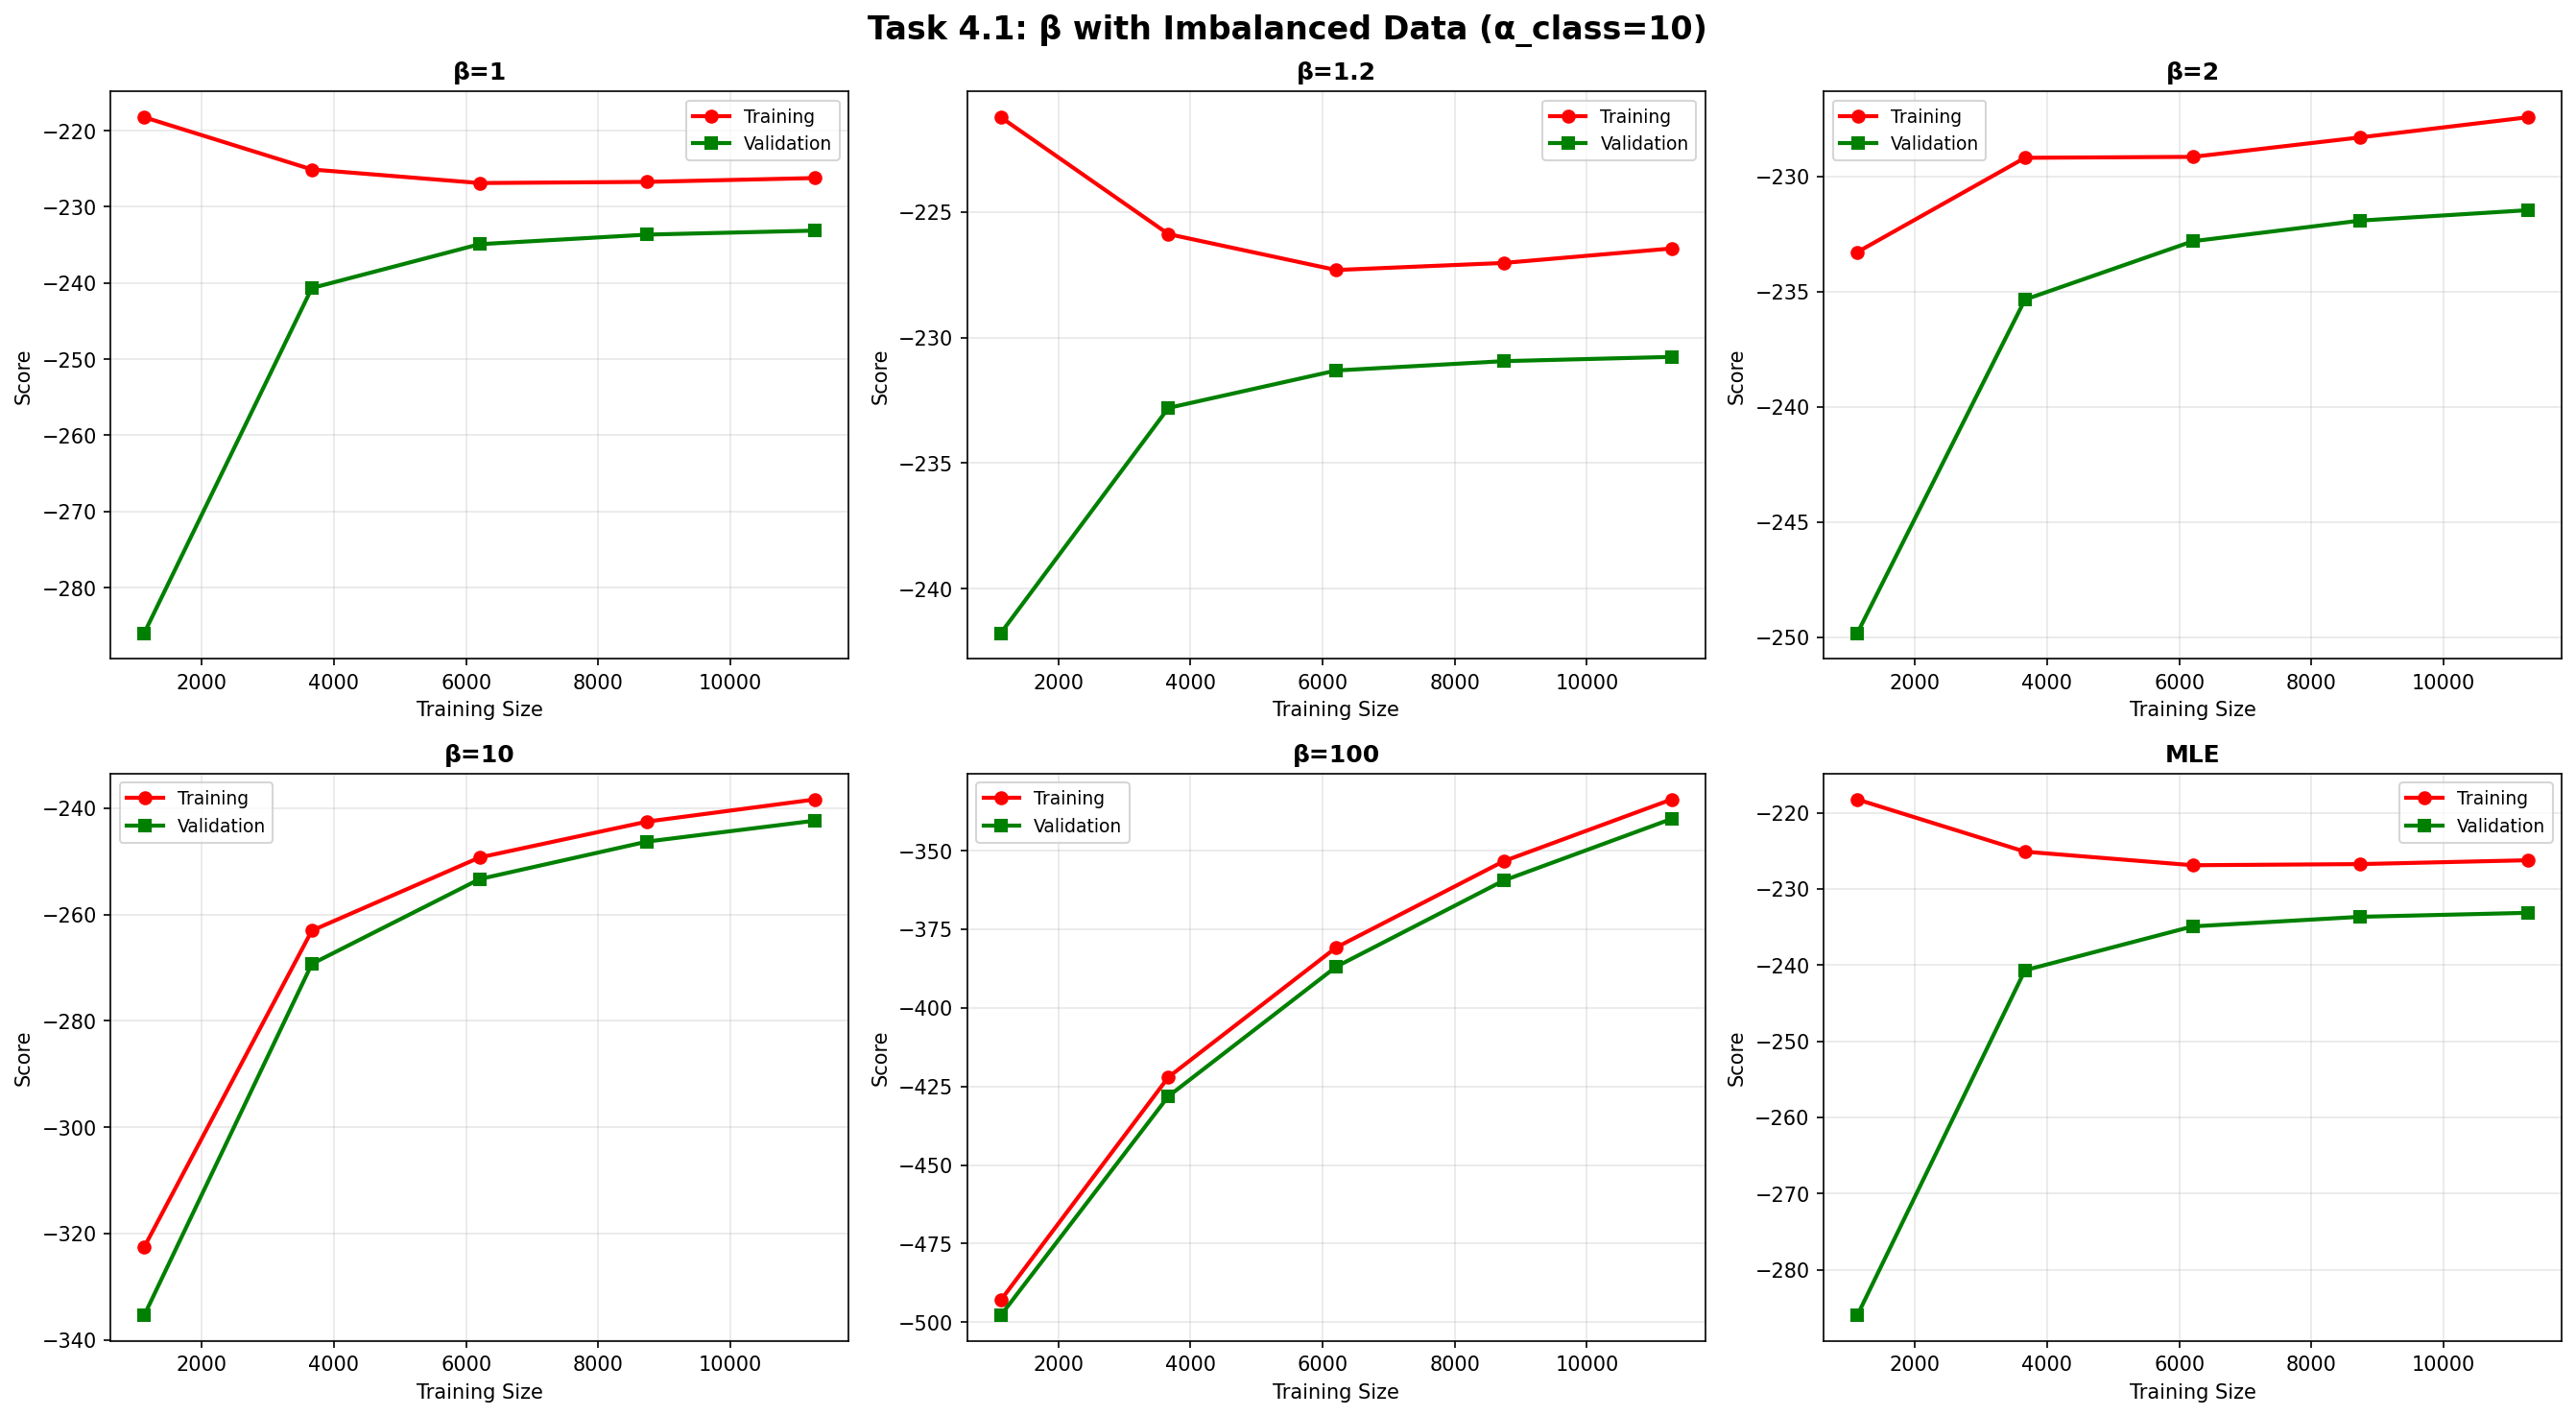 Task 4.1: β with Imbalanced Data (α_class=10)
β=1
Score
−220
−230
−240
−250
−260
−270
−280
Training
Validation
2000 4000 6000 8000 10000
Training Size
β=1.2
Score
−225
−230
−235
−240
Training
Validation
2000 4000 6000 8000 10000
Training Size
β=2
Score
−230
−235
−240
−245
−250
Training
Validation
2000 4000 6000 8000 10000
Training Size
β=10
Score
−240
−260
−280
−300
−320
−340
Training
Validation
2000 4000 6000 8000 10000
Training Size
β=100
Score
−350
−375
−400
−425
−450
−475
−500
Training
Validation
2000 4000 6000 8000 10000
Training Size
MLE
Score
−220
−230
−240
−250
−260
−270
−280
Training
Validation
2000 4000 6000 8000 10000
Training Size